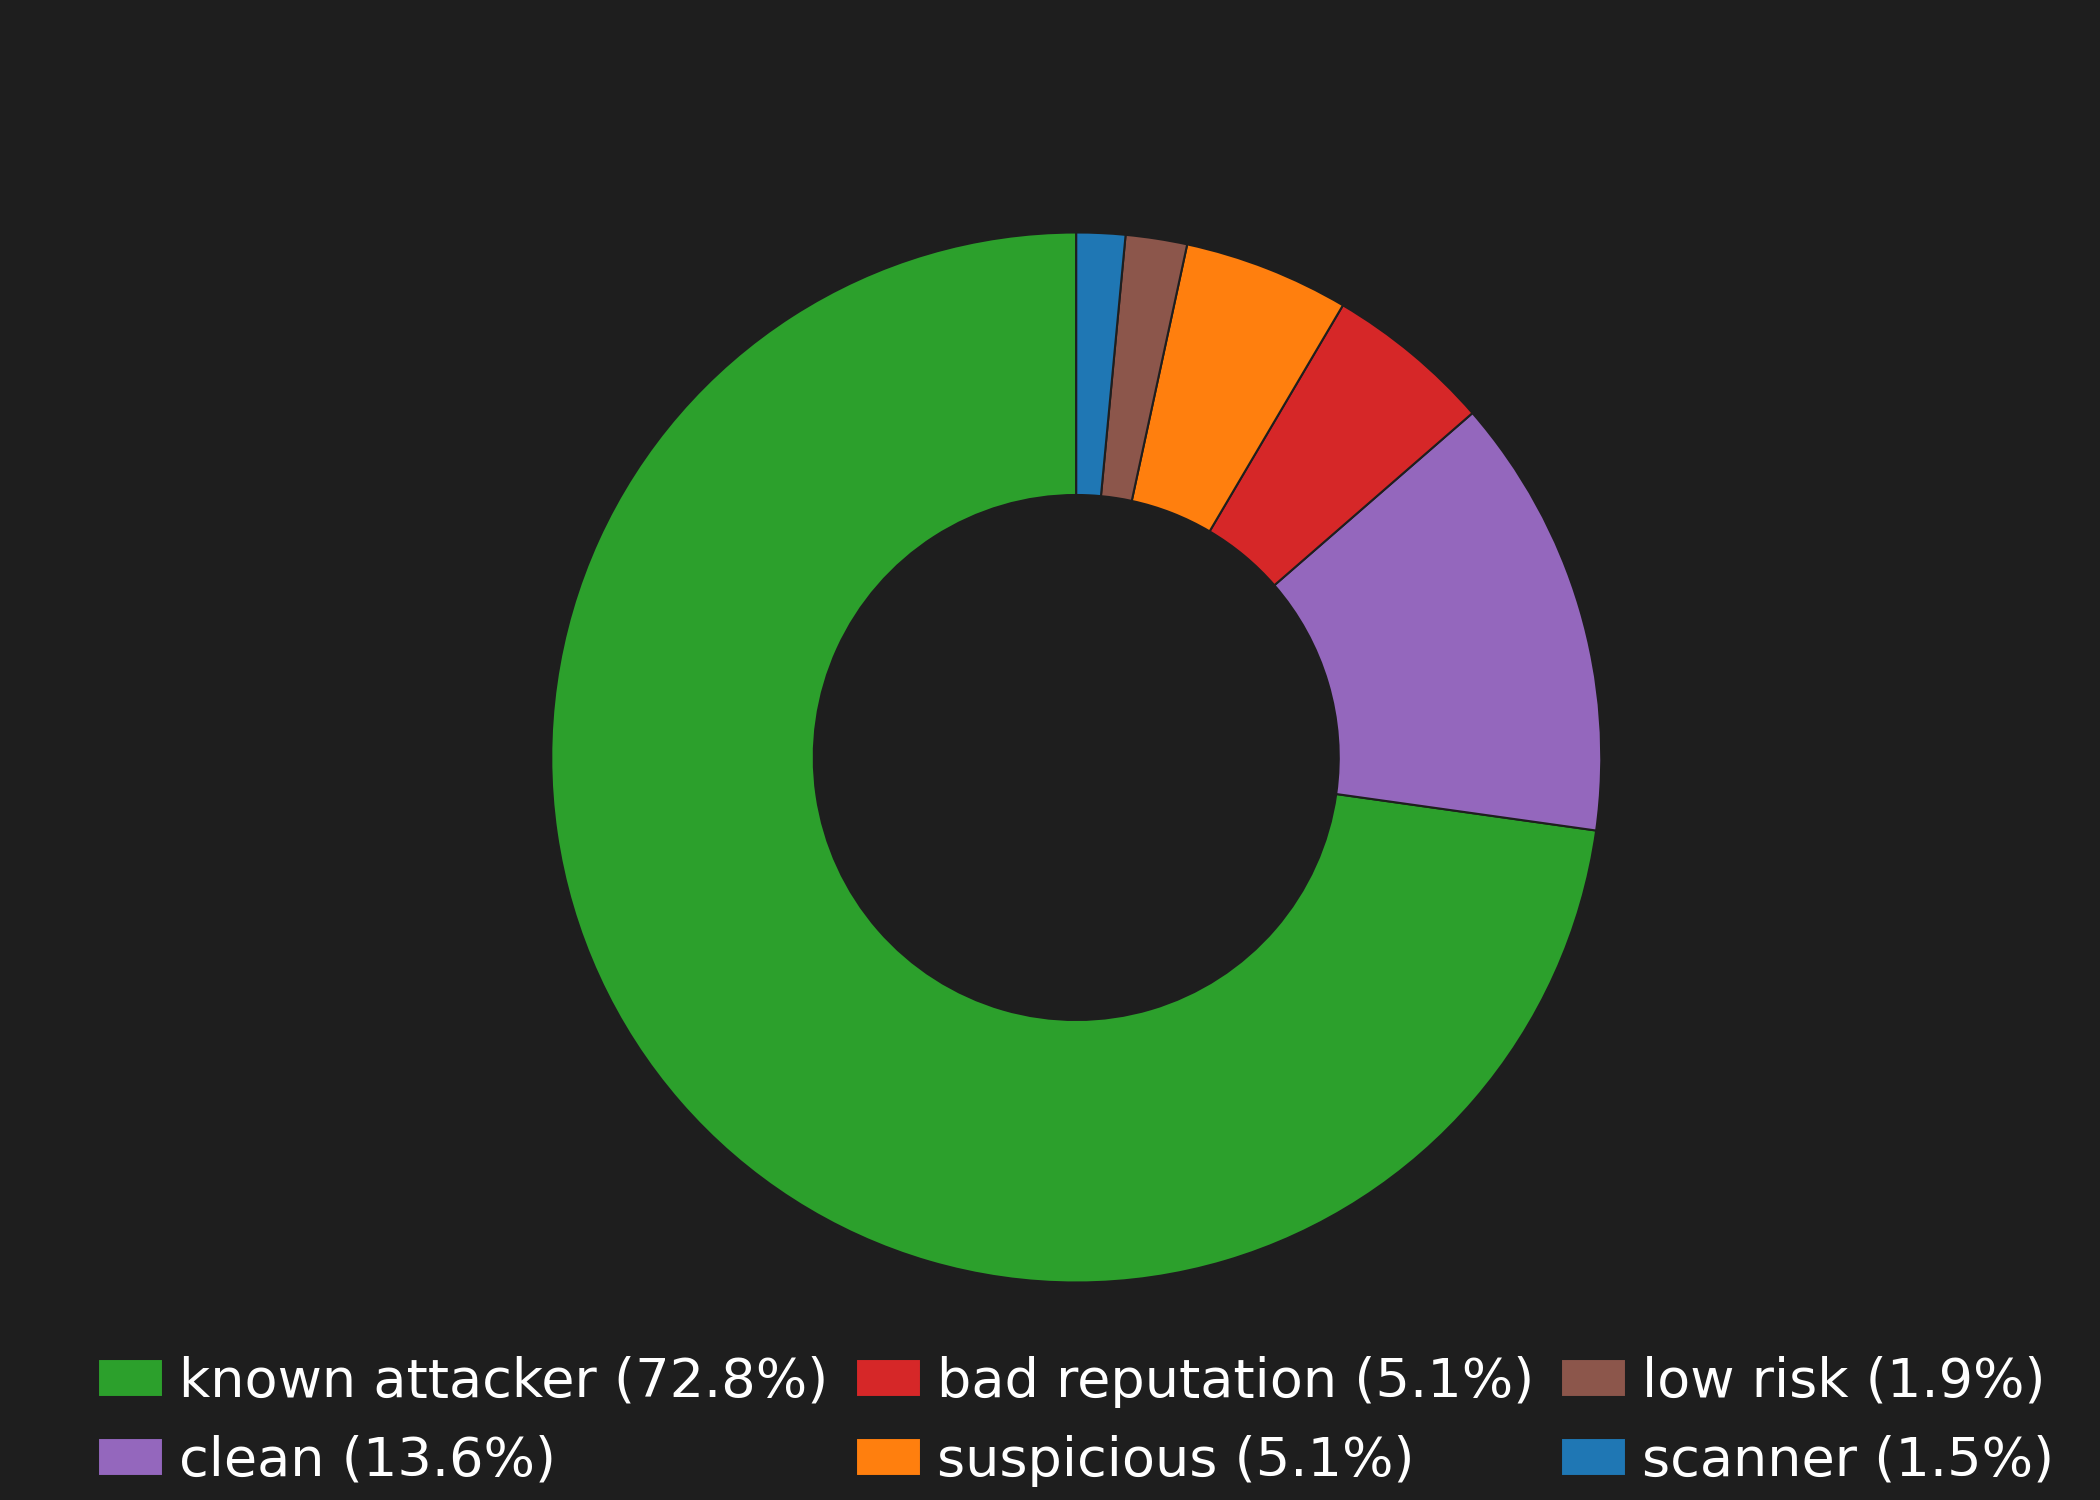 known attacker (72.8%) bad reputation (5.1%) low risk (1.9%)
clean (13.6%) suspicious (5.1%) scanner (1.5%)